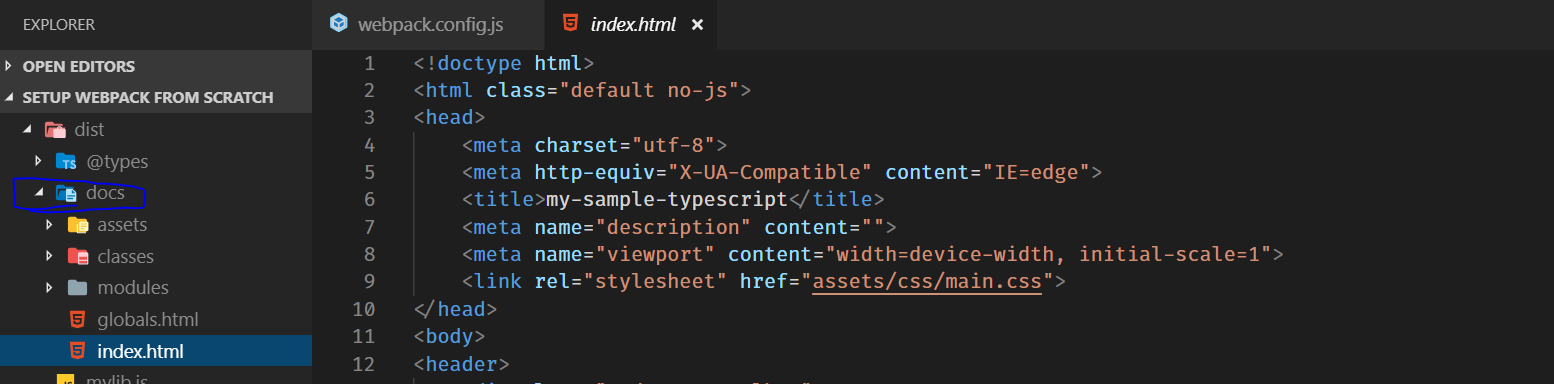 EXPLORER
webpack.config.js
index.html ×
OPEN EDITORS
SETUP WEBPACK FROM SCRATCH
dist
TS @types
docs
assets
classes
modules
globals.html
index.html
mylib.js
1 <!doctype html>
2 <html class="default no-js">
3 <head>
4 <meta charset="utf-8">
5 <meta http-equiv="X-UA-Compatible" content="IE=edge">
6 <title>my-sample-typescript</title>
7 <meta name="description" content="">
8 <meta name="viewport" content="width=device-width, initial-scale=1">
9 <link rel="stylesheet" href="assets/css/main.css">
10 </head>
11 <body>
12 <header>